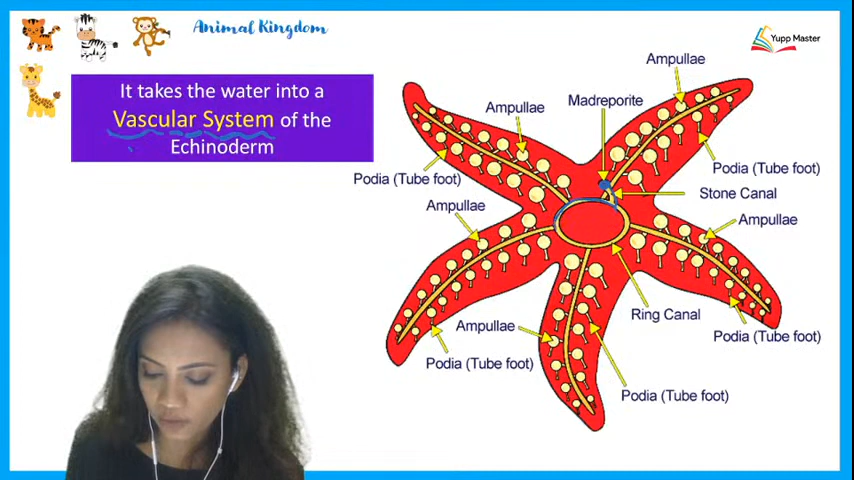 Animal Kingdom
Yupp Master
It takes the water into a
Vascular System of the
Echinoderm
Ampullae
Ampullae
Madreporite
Podia (Tube foot)
Podia (Tube foot)
Stone Canal
Ampullae
Ampullae
Ring Canal
Ampullae
Podia (Tube foot)
Podia (Tube foot)
Podia (Tube foot)